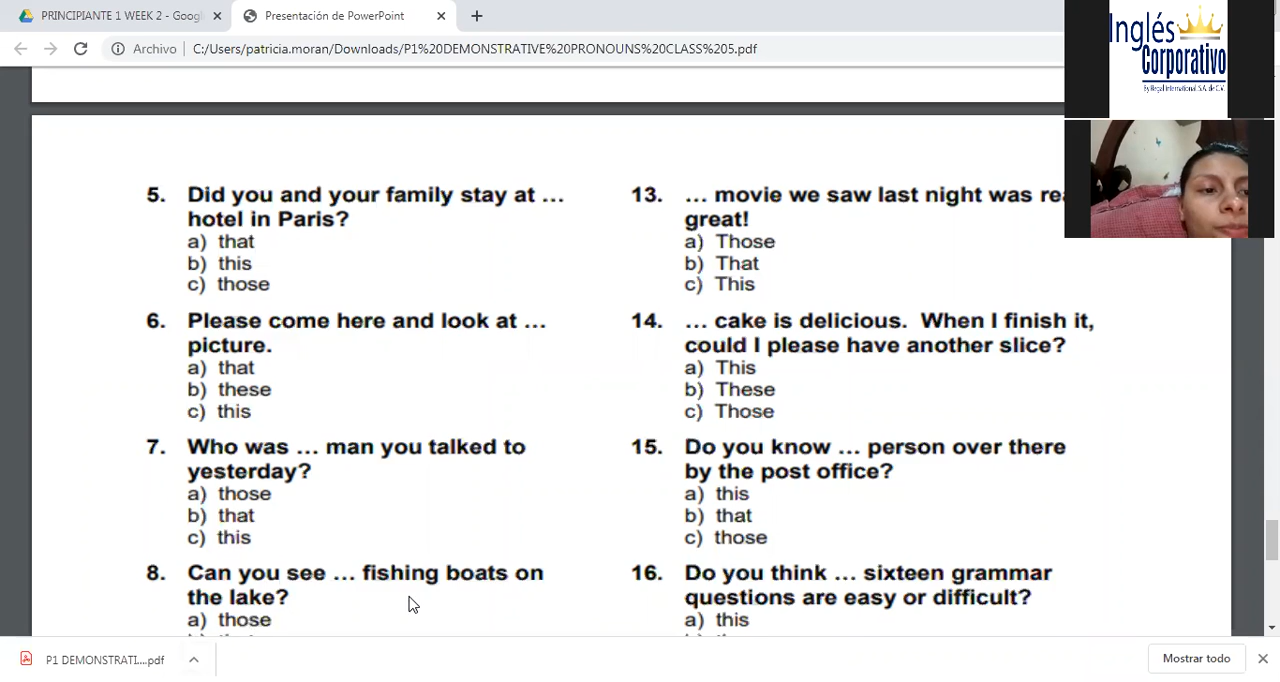 PRINCIPIANTE 1 WEEK 2 - Goog
Presentación de PowerPoint
Archivo
C:/Users/patricia.moran/Downloads/P1%20DEMONSTRATIVE%20PRONOUNS%20CLASS%205.pdf
Inglés
Corporativo
By Regal International S.A. de C.V.
5. Did you and your family stay at ...
hotel in Paris?
a) that
b) this
c) those
6. Please come here and look at ...
picture.
a) that
b) these
c) this
7. Who was ... man you talked to
yesterday?
a) those
b) that
c) this
8. Can you see ... fishing boats on
the lake?
a) those
13. ... movie we saw last night was
great!
a) Those
b) That
c) This
14. ... cake is delicious. When I finish it,
could I please have another slice?
a) This
b) These
c) Those
15. Do you know ... person over there
by the post office?
a) this
b) that
c) those
16. Do you think ... sixteen grammar
questions are easy or difficult?
a) this
P1 DEMONSTRATI....pdf
Mostrar todo